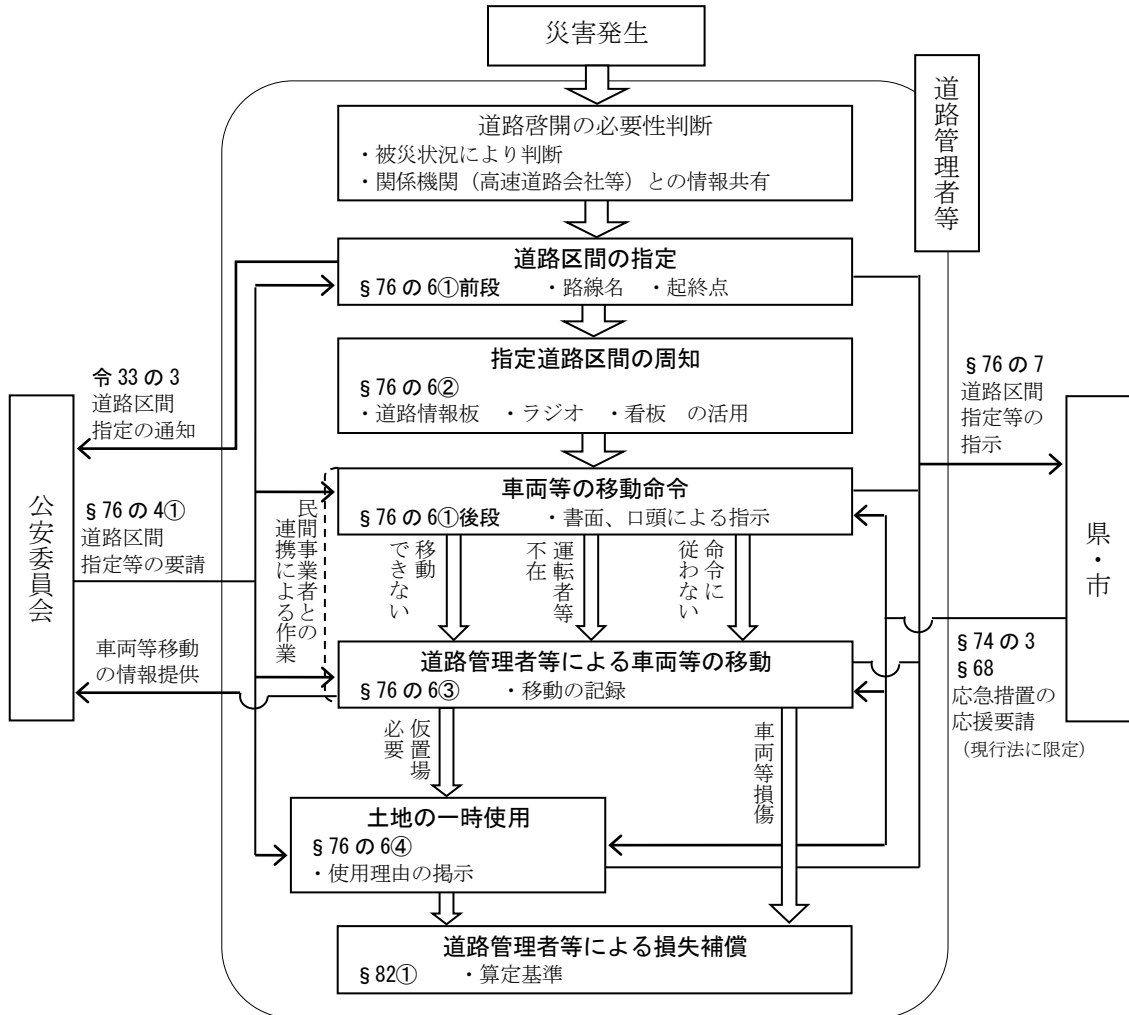 災害発生
道路管理者等
道路啓開の必要性判断
・被災状況により判断
・関係機関（高速道路会社等）との情報共有
道路区間の指定
§76の6①前段　・路線名　・起終点
指定道路区間の周知
§76の6②
・道路情報板　・ラジオ　・看板　の活用
令33の3
道路区間
指定の通知
§76の7
道路区間
指定等の
指示
公安委員会
§76の4①
道路区間
指定等の要請
車両等移動
の情報提供
民間事業者との
連携による作業
車両等の移動命令
§76の6①後段　・書面、口頭による指示
移動
できない
運転者等
不在
命令に
従わない
県・市
道路管理者等による車両等の移動
§76の6③　・移動の記録
§74の3
§68
応急措置の
応援要請
（現行法に限定）
仮置場
必要
車両等損傷
土地の一時使用
§76の6④
・使用理由の掲示
道路管理者等による損失補償
§82①　・算定基準